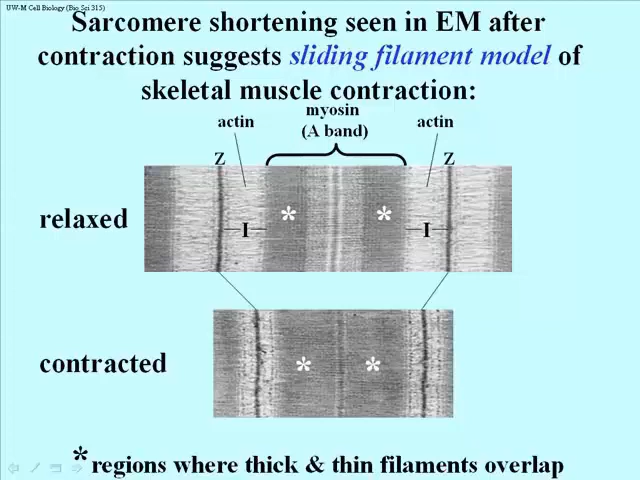 UW-M Cell Biology (Bio Sci 315)
Sarcomere shortening seen in EM after
contraction suggests sliding filament model of
skeletal muscle contraction:
myosin
actin (A band) actin
Z Z
relaxed * *
I I
contracted * *
* regions where thick & thin filaments overlap